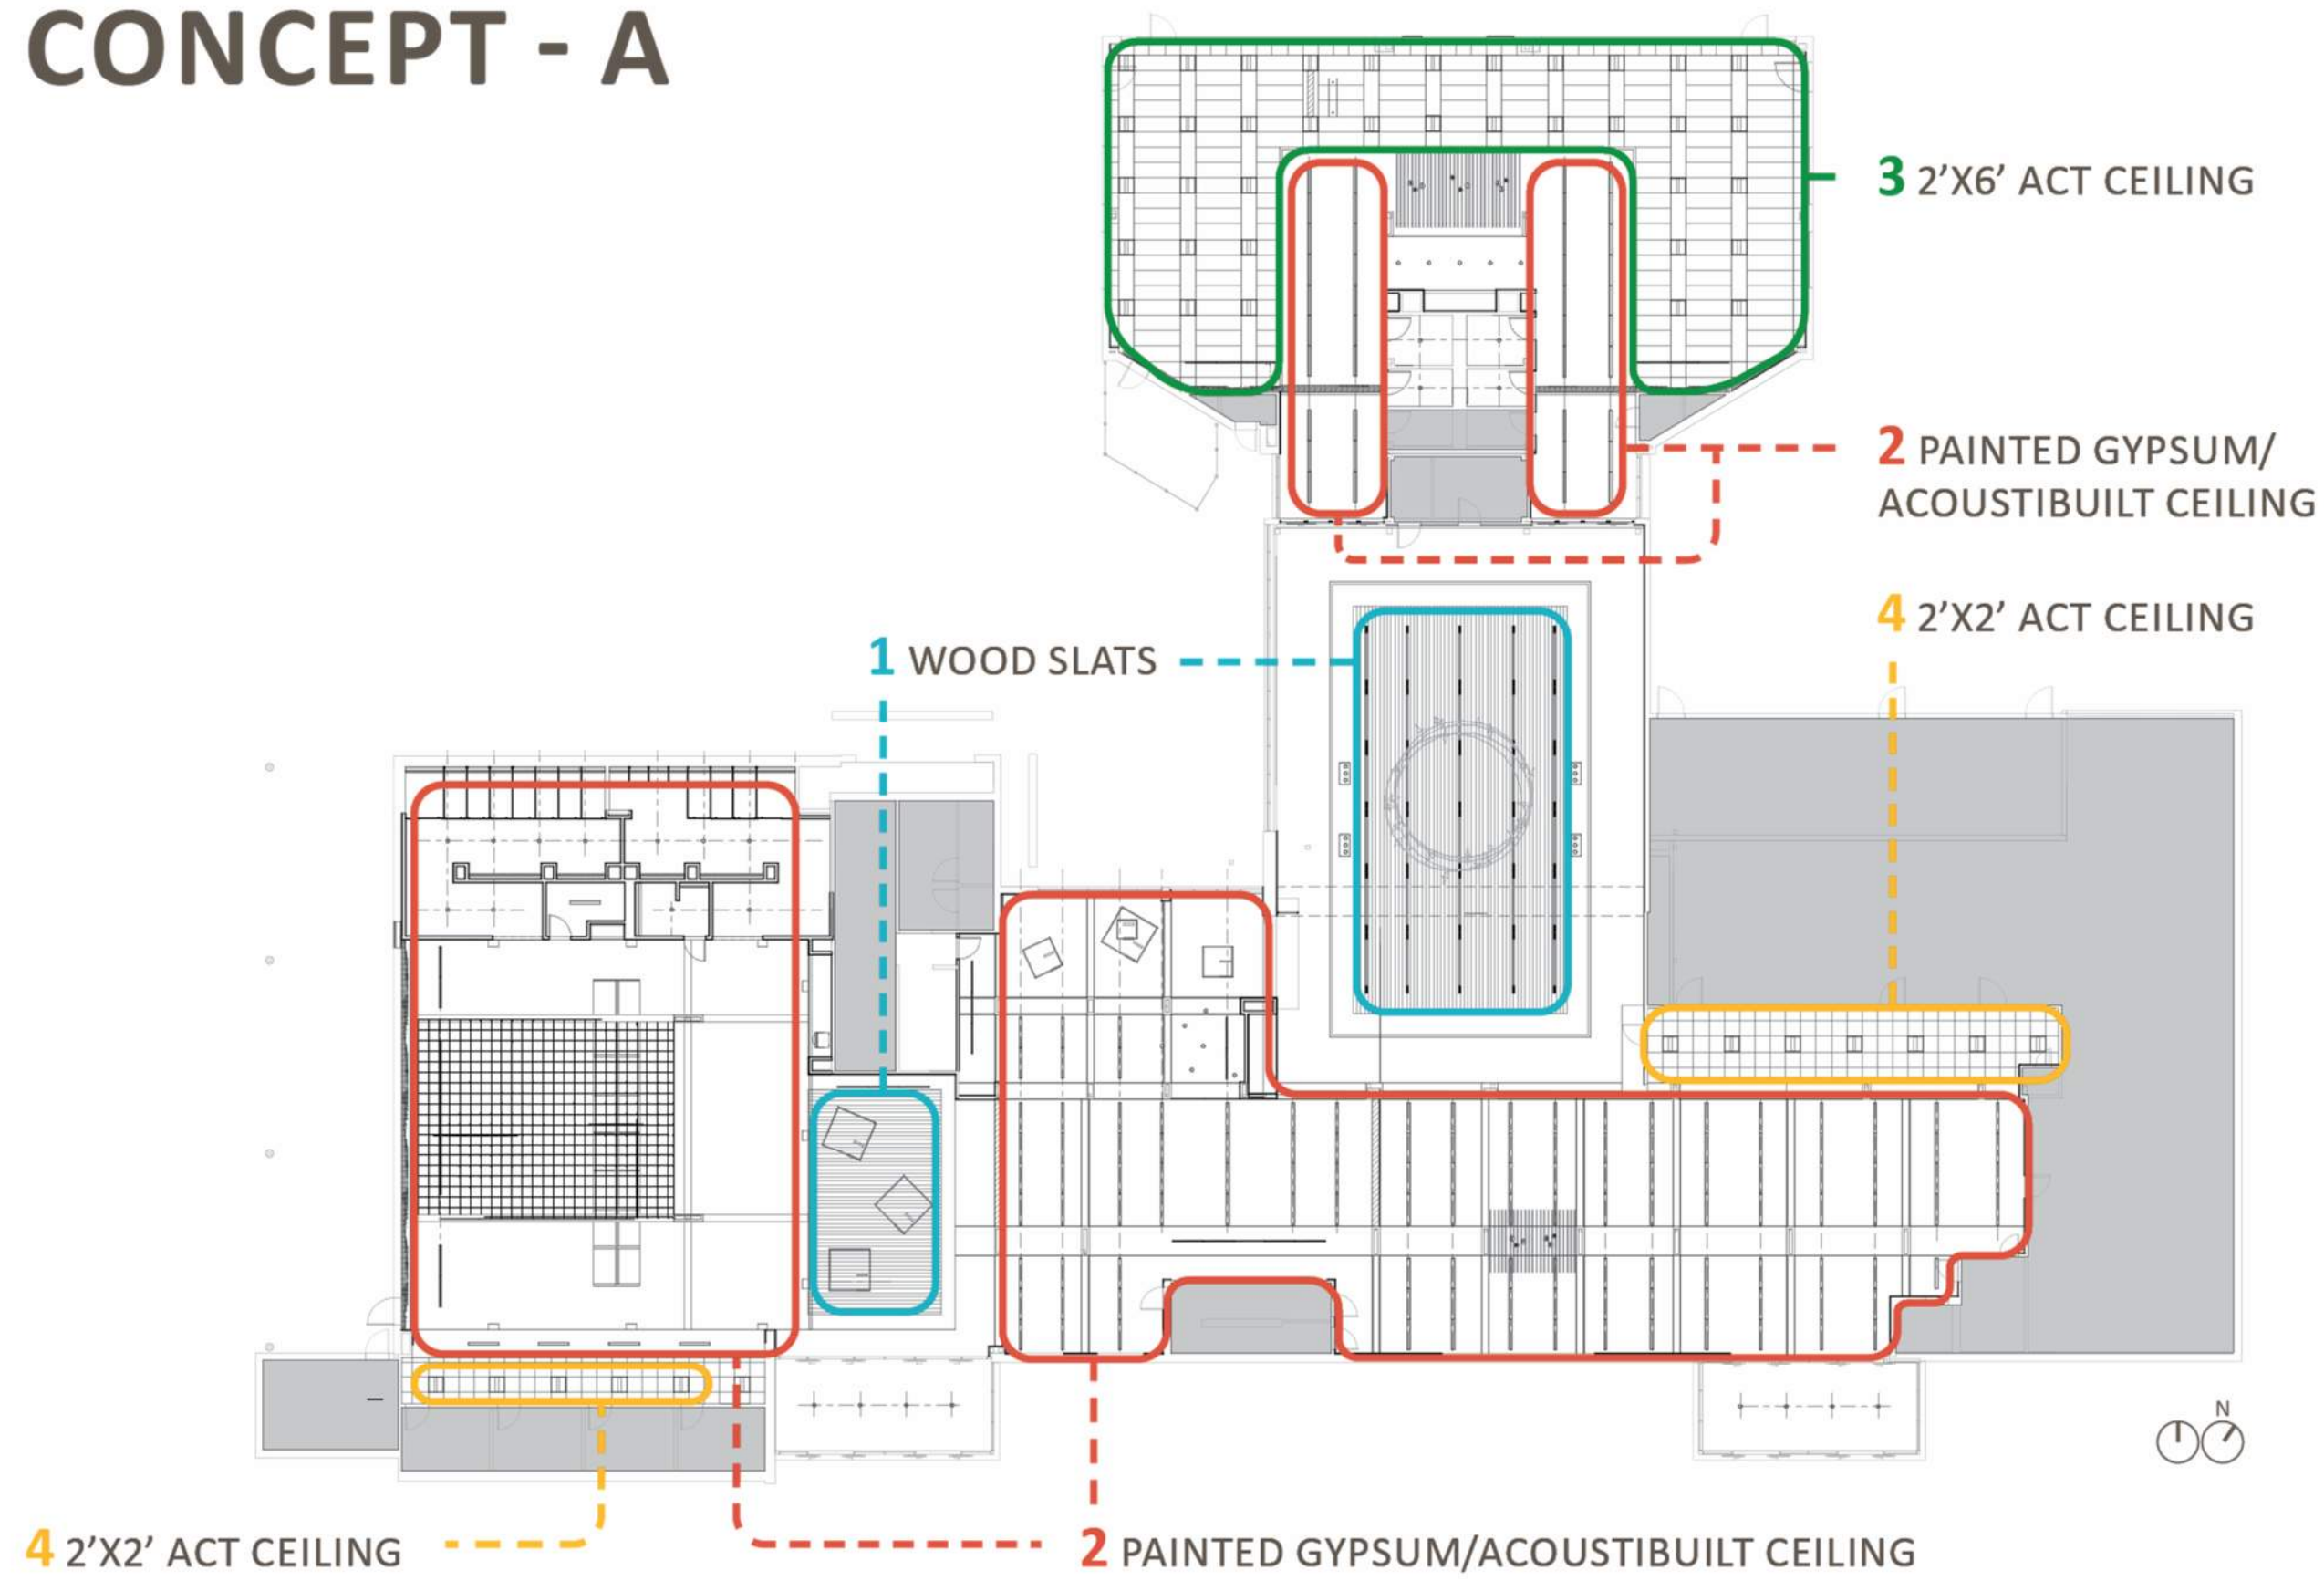 CONCEPT - A
3 2’X6’ ACT CEILING
2 PAINTED GYPSUM/
ACOUSTIBUILT CEILING
4 2’X2’ ACT CEILING
1 WOOD SLATS
N
4 2’X2’ ACT CEILING
2 PAINTED GYPSUM/ACOUSTIBUILT CEILING